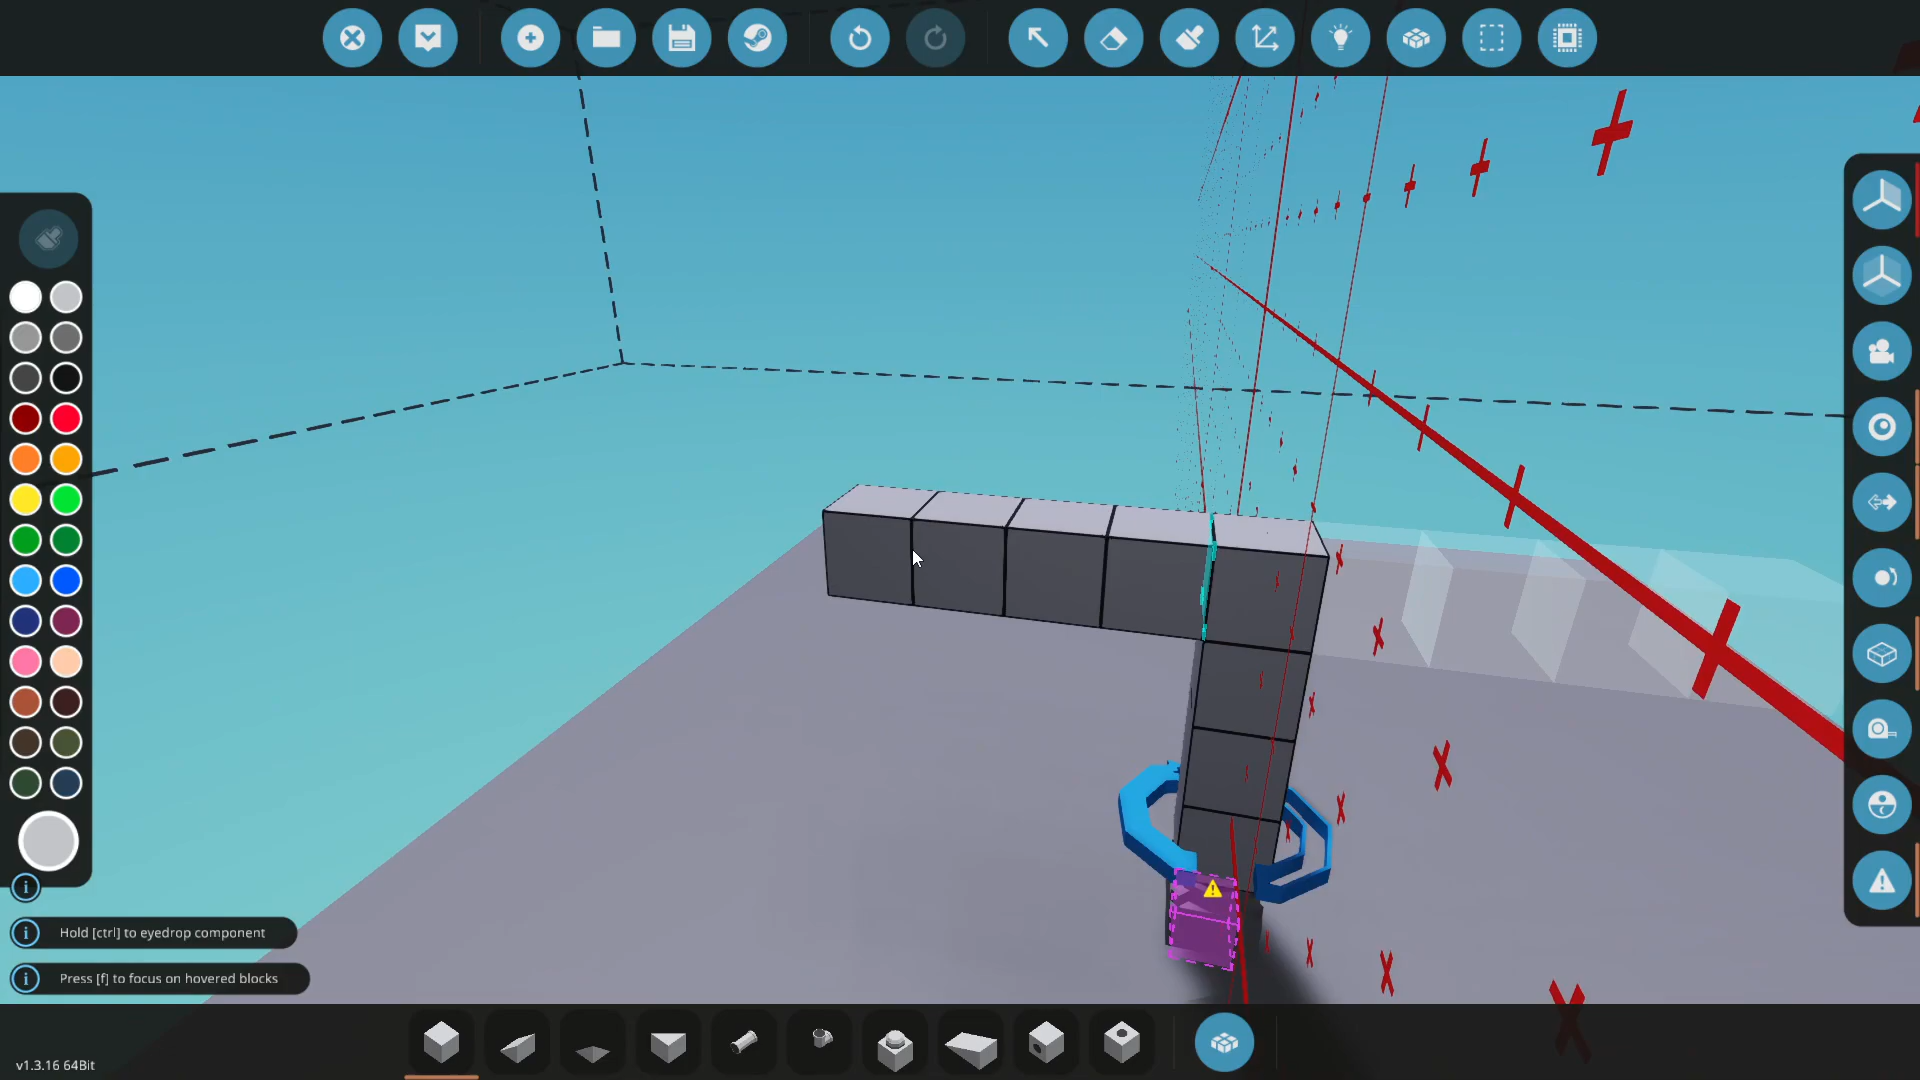 Hold [ctrl] to eyedrop component
Press [f] to focus on hovered blocks
v1.3.16 64Bit